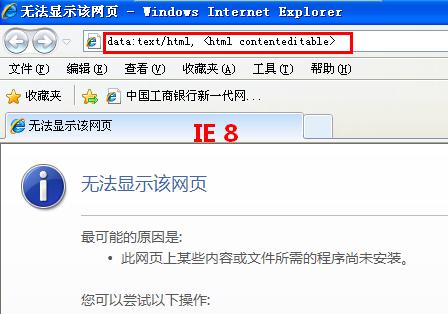 无法显示该网页 - Windows Internet Explorer
data:text/html, <html contenteditable>
文件(F) 编辑(E) 查看(V) 收藏夹(A) 工具(T) 帮助(H)
收藏夹 中国工商银行新一代网...
无法显示该网页
IE 8
无法显示该网页
最可能的原因是:
• 此网页上某些内容或文件所需的程序尚未安装。
您可以尝试以下操作: